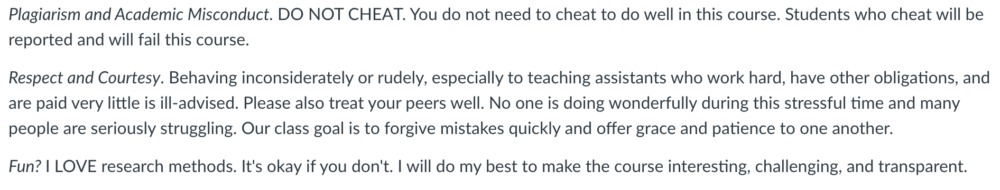 Plagiarism and Academic Misconduct. DO NOT CHEAT. You do not need to cheat to do well in this course. Students who cheat will be
reported and will fail this course.
Respect and Courtesy. Behaving inconsiderately or rudely, especially to teaching assistants who work hard, have other obligations, and
are paid very little is ill-advised. Please also treat your peers well. No one is doing wonderfully during this stressful time and many
people are seriously struggling. Our class goal is to forgive mistakes quickly and offer grace and patience to one another.
Fun? I LOVE research methods. It's okay if you don't. I will do my best to make the course interesting, challenging, and transparent.